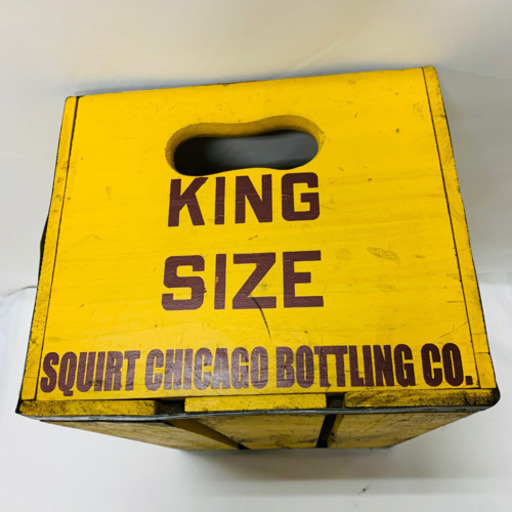 KING
SIZE
SQUIRT CHICAGO BOTTLING CO.